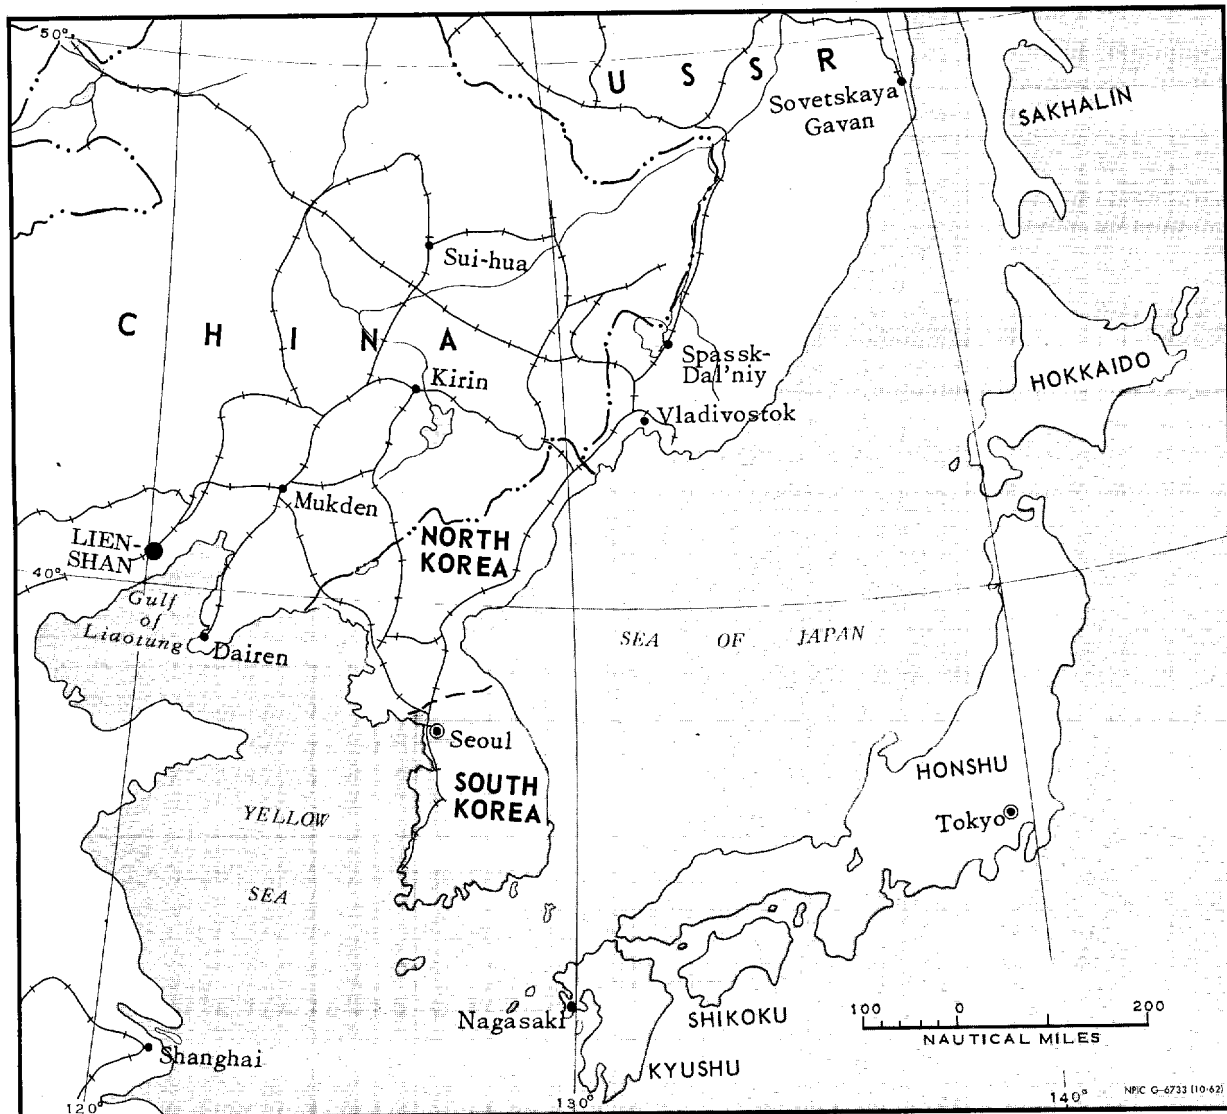 50°
U S S R
Sovetskaya
Gavan
SAKHALIN
Sui-hua
C H I N A
Spassk-
Dal'niy
HOKKAIDO
Kirin
Vladivostok
Mukden
LIEN-
SHAN
NORTH
KOREA
40°
Gulf
of
Liaotung
Dairen
SEA OF JAPAN
Seoul
HONSHU
SOUTH
KOREA
YELLOW
SEA
Tokyo
Nagasaki
SHIKOKU
100 0 200
NAUTICAL MILES
Shanghai
KYUSHU
120°
130°
140°
NPIC G-6733 (10-62)